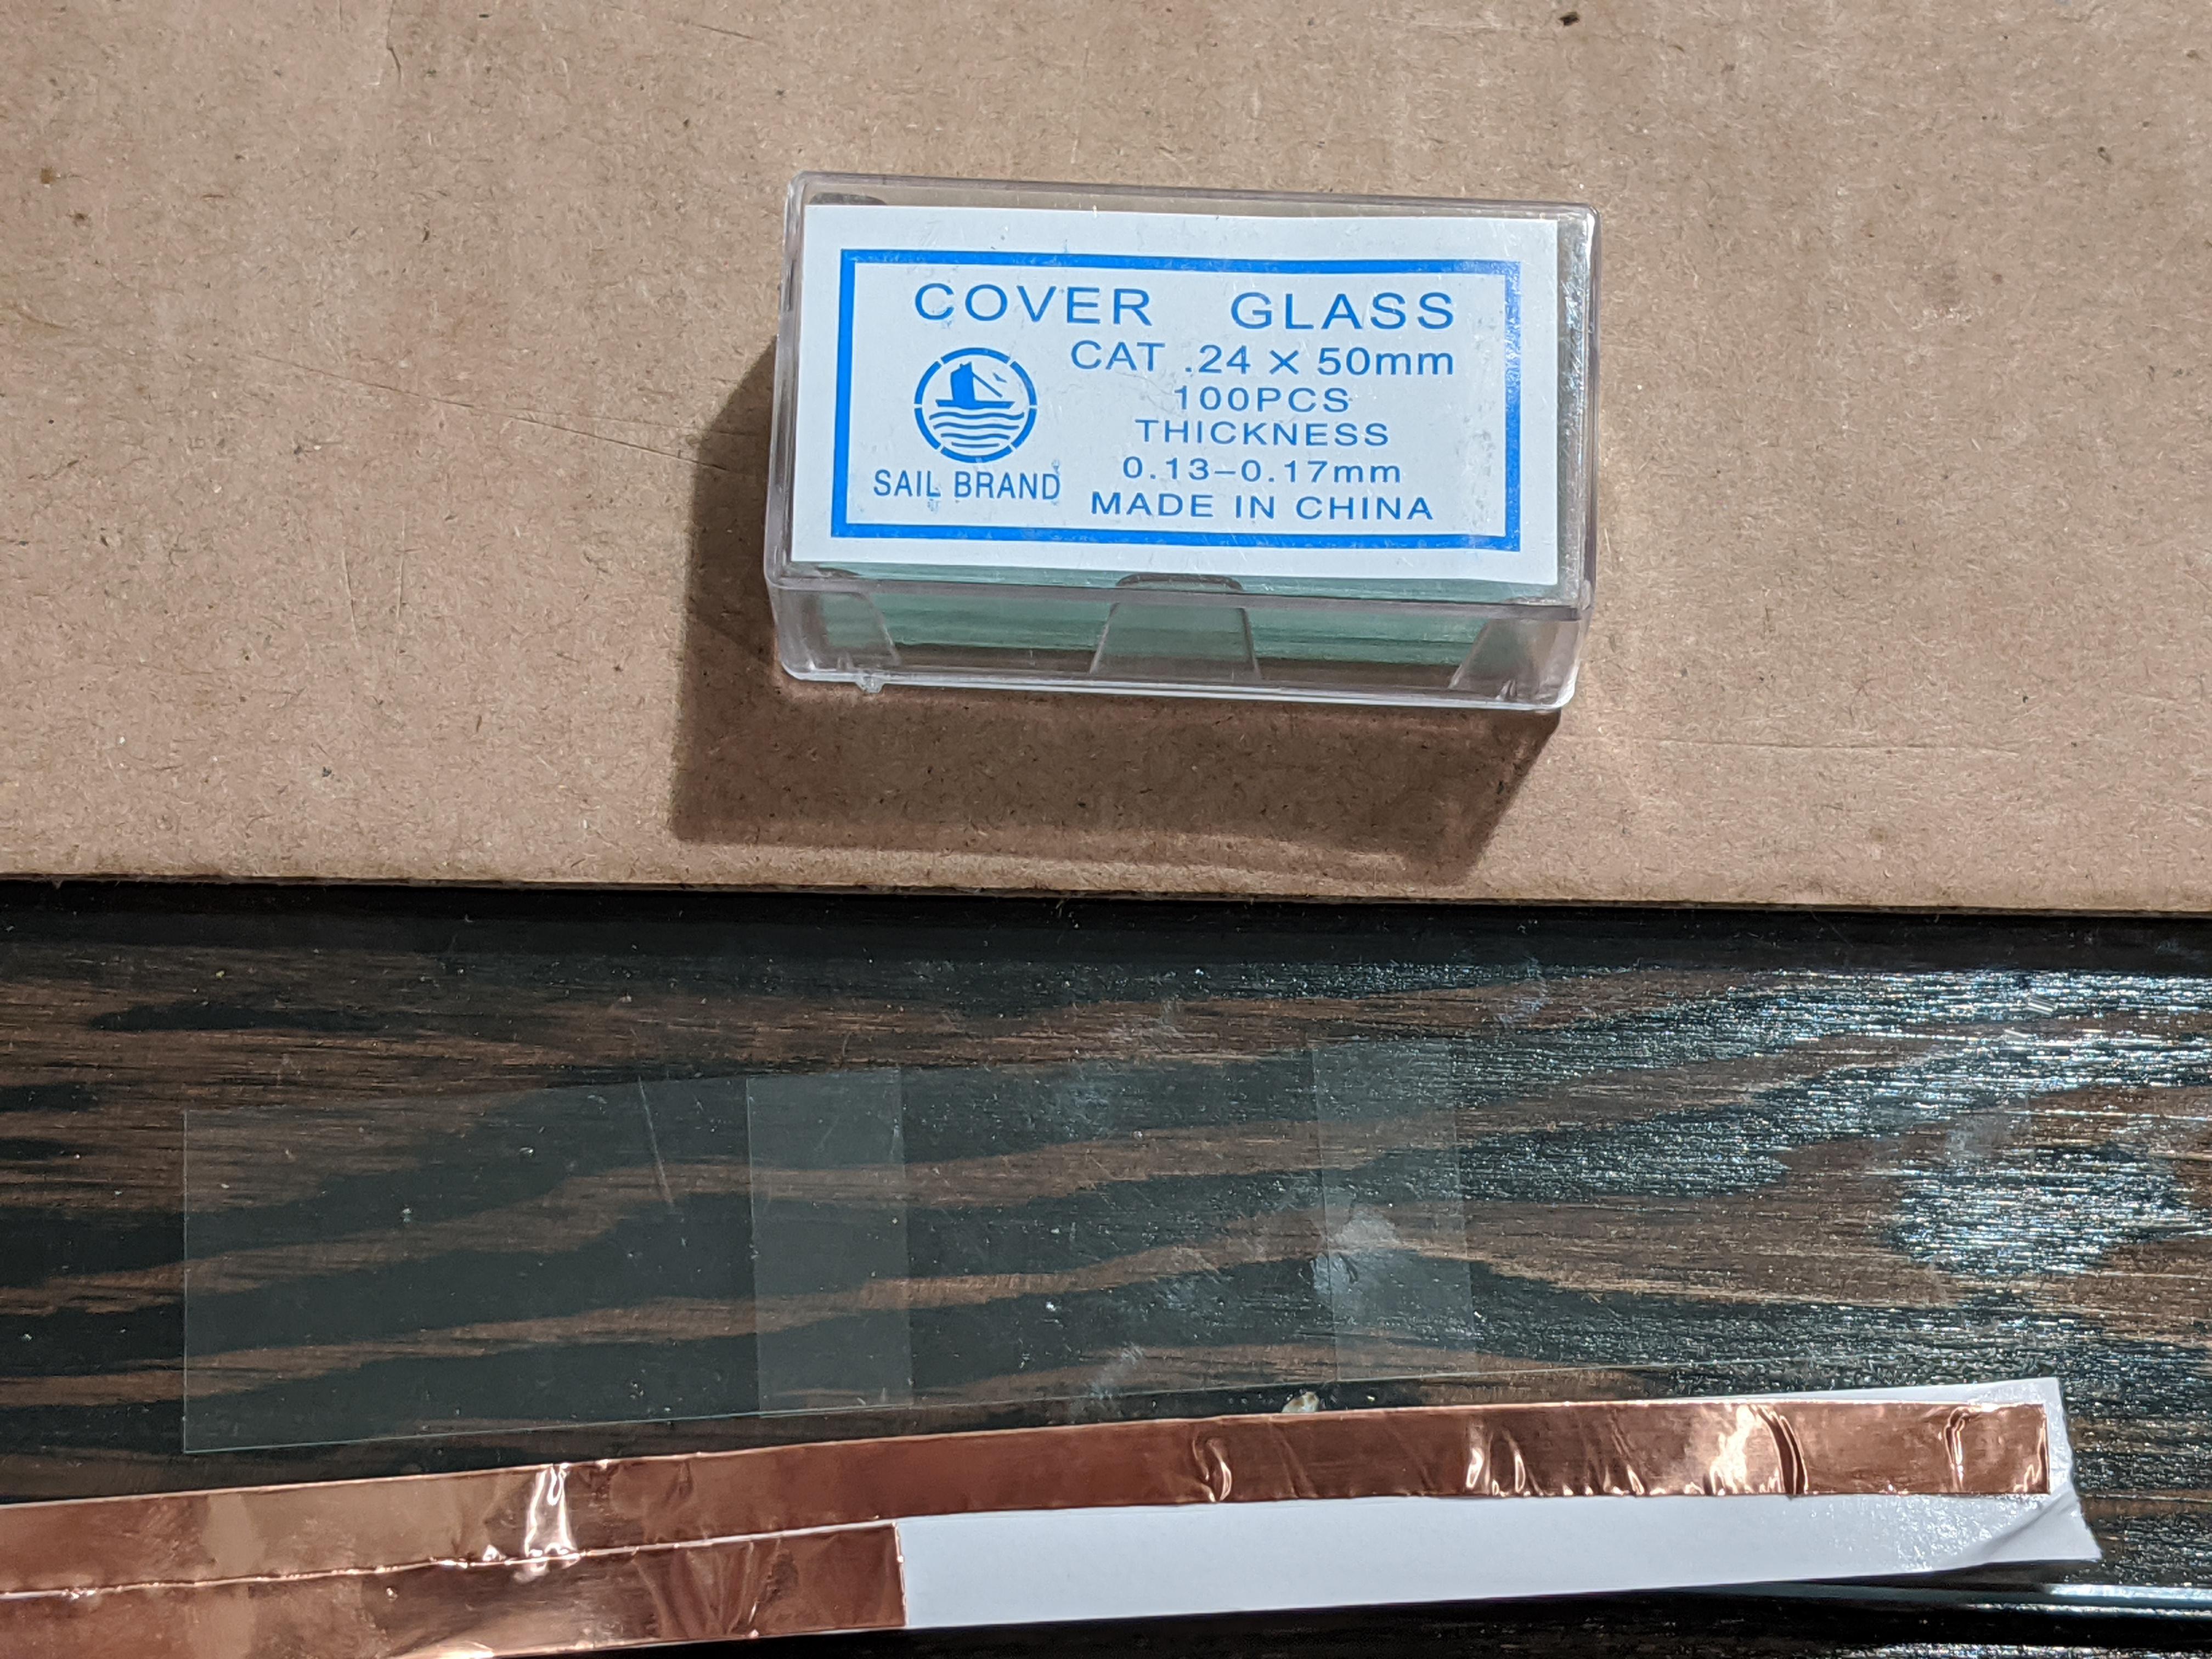 COVER GLASS
CAT .24 × 50mm
100PCS
THICKNESS
0.13–0.17mm
MADE IN CHINA
SAIL BRAND